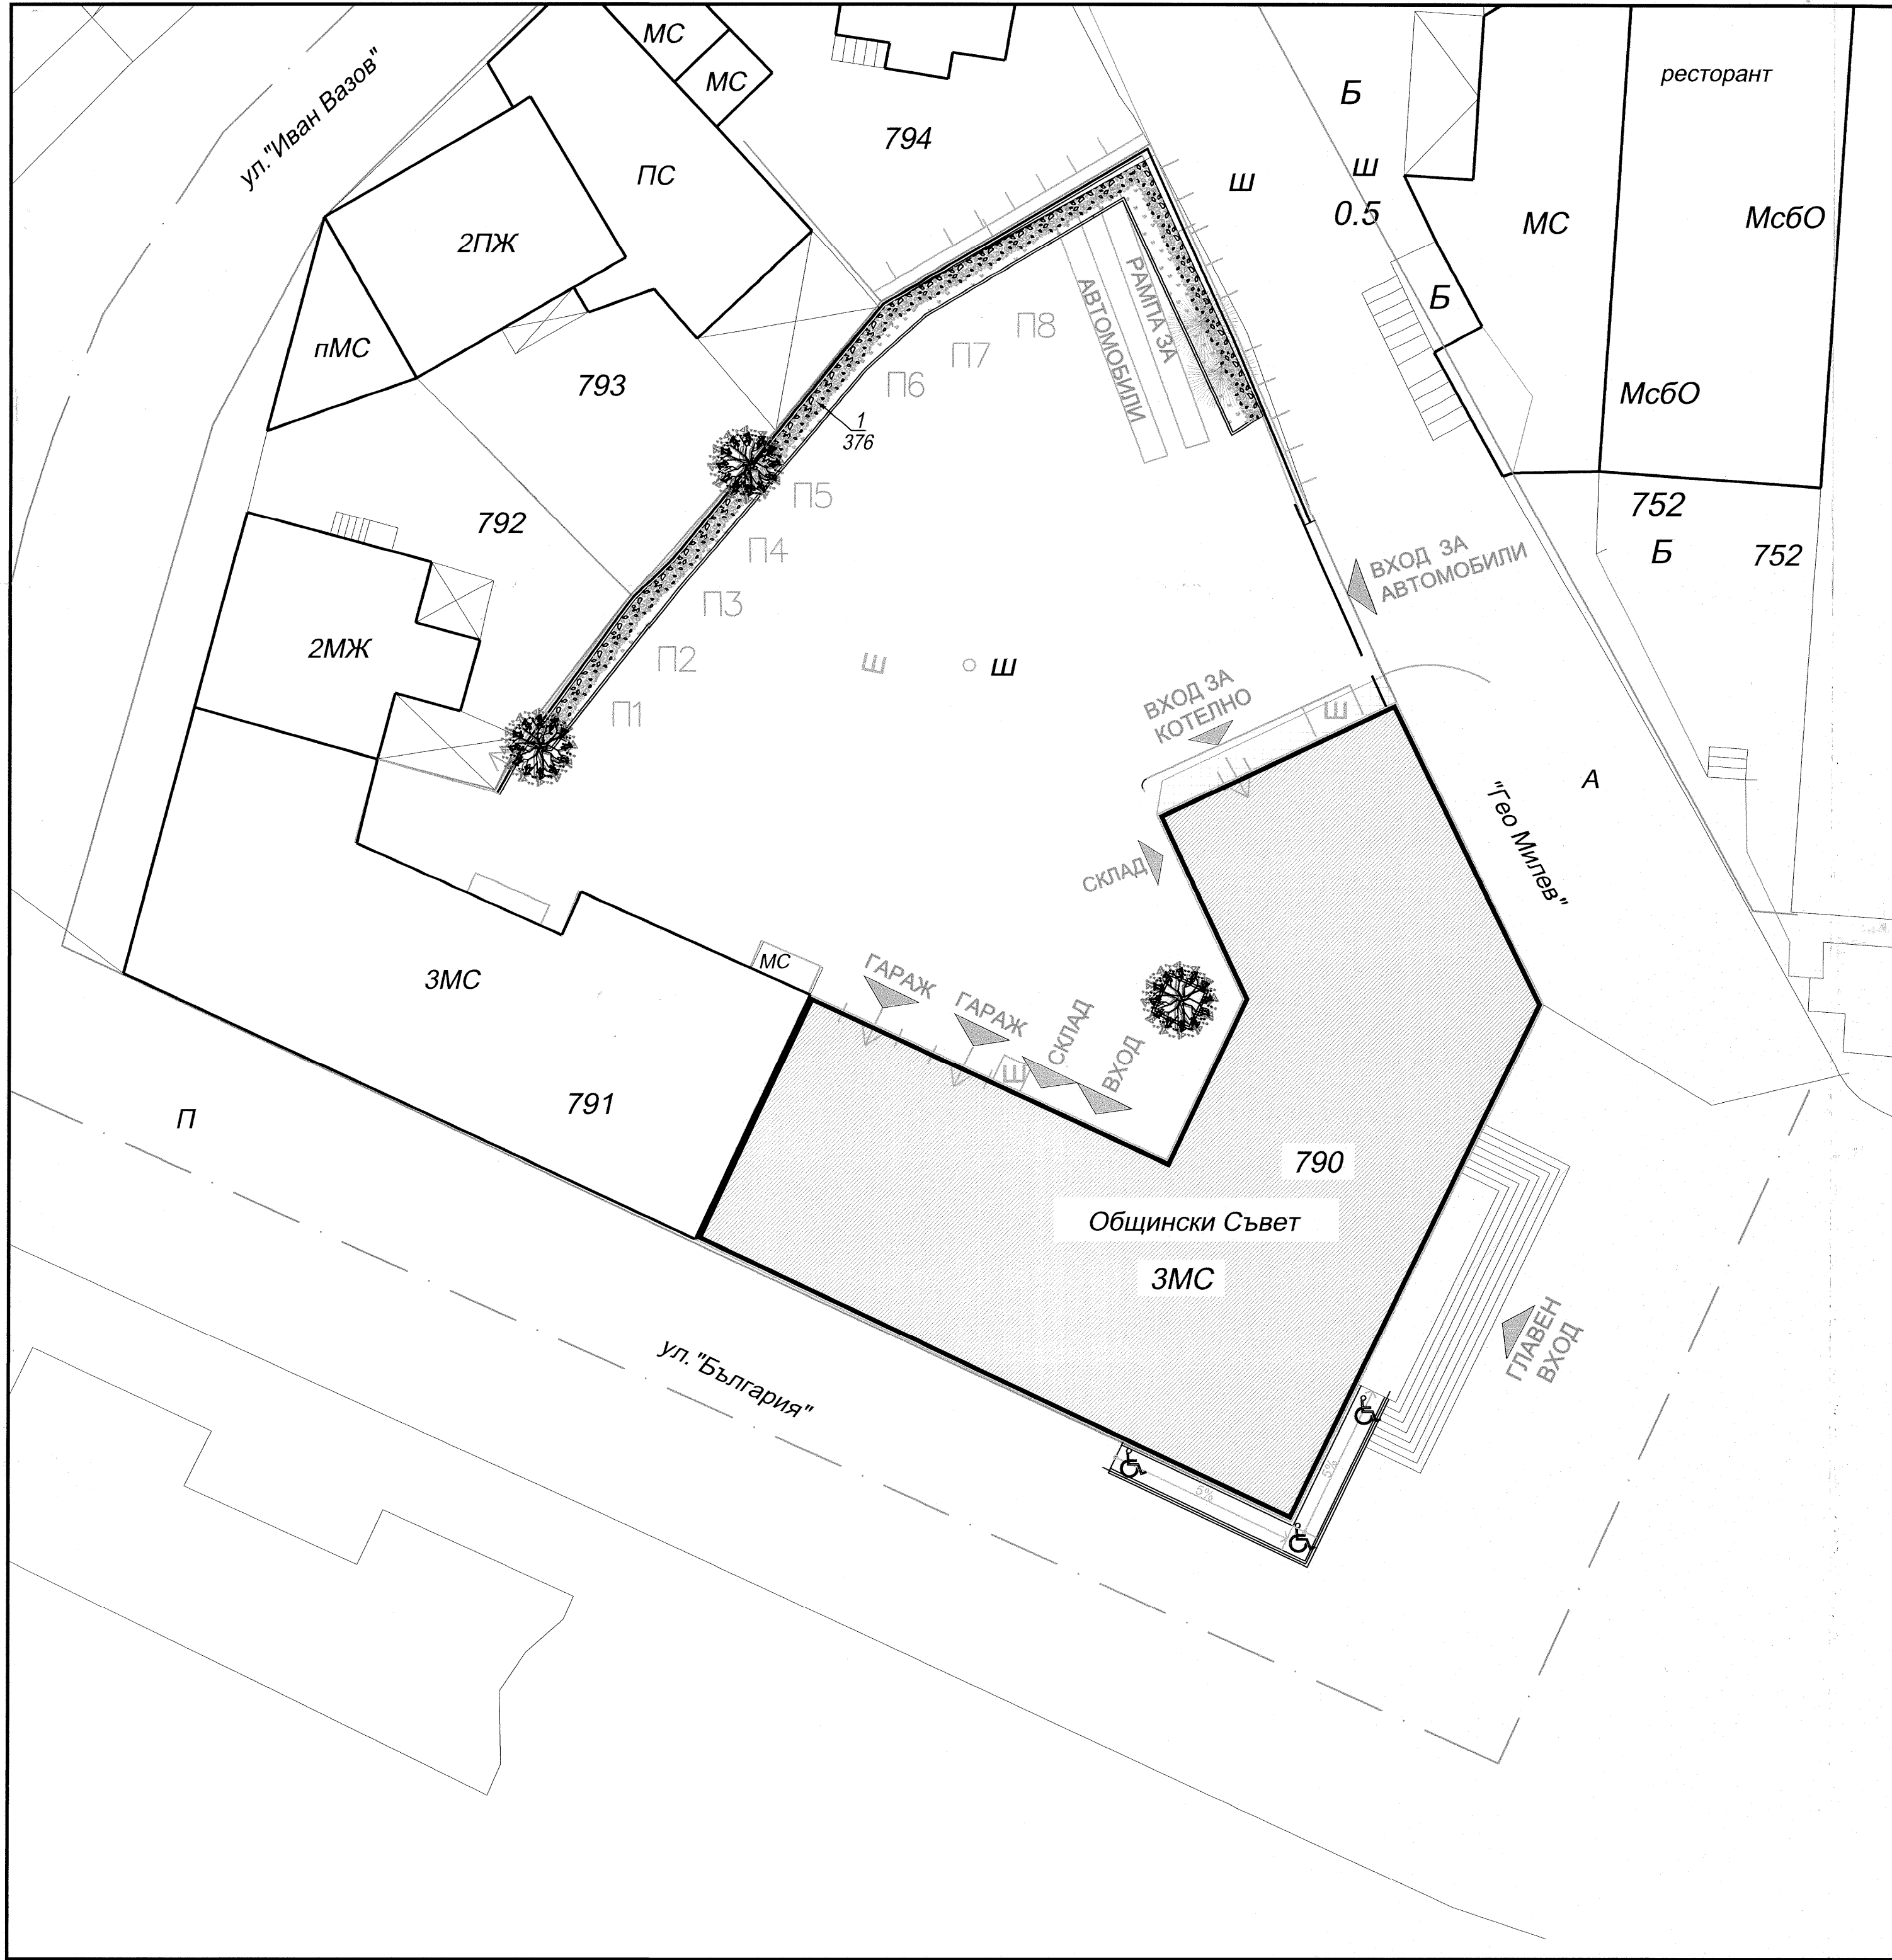 МС
ресторант
ул."Иван Вазов"
МС
Б
794
ПС
Ш
Ш
0.5
МС
МсбО
2ПЖ
Б
РАМПА ЗА
АВТОМОБИЛИ
П8
пМС
П7
793
П6
МсбО
1
376
П5
752
792
П4
Б
752
ВХОД ЗА
АВТОМОБИЛИ
П3
2МЖ
П2
Ш
Ш
ВХОД ЗА
КОТЕЛНО
П1
Ш
А
"Гео Милев"
СКЛАД
3МС
МС
ГАРАЖ
ГАРАЖ
СКЛАД
ВХОД
Ш
791
П
790
Общински Съвет
3МС
ул. "България"
ГЛАВЕН
ВХОД
5%
5%